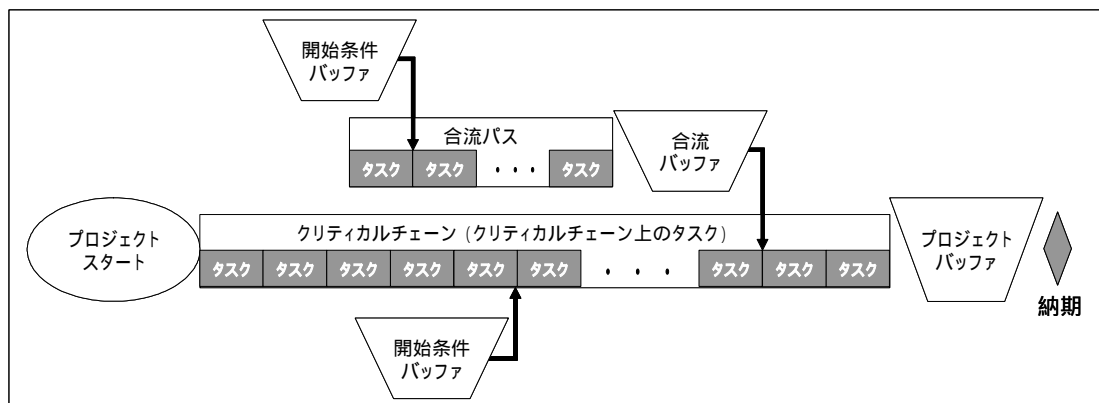 開始条件
バッファ
合流パス
タスク タスク ・・・ タスク
合流
バッファ
プロジェクト
スタート
クリティカルチェーン (クリティカルチェーン上のタスク)
タスク タスク タスク タスク タスク タスク ・・・ タスク タスク タスク
プロジェクト
バッファ
納期
開始条件
バッファ